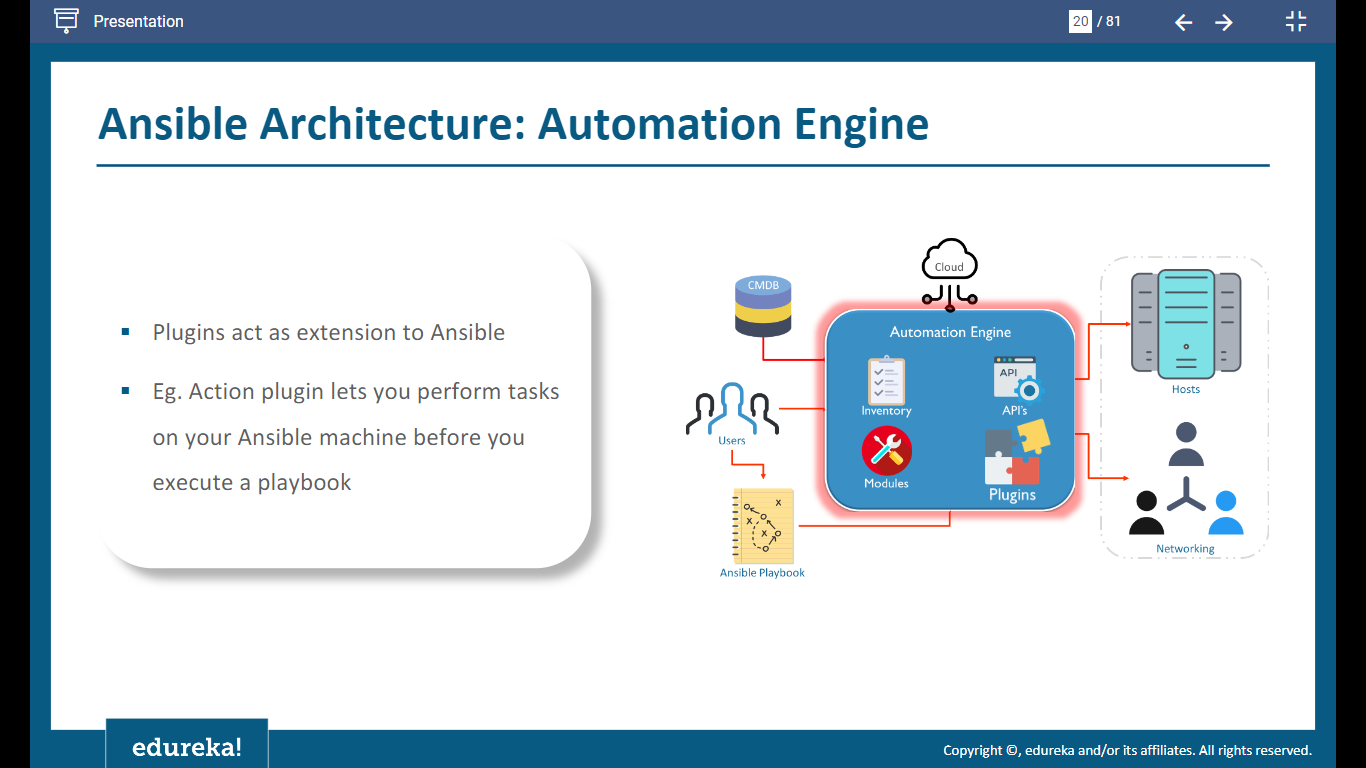 Presentation
20 / 81
Ansible Architecture: Automation Engine
Plugins act as extension to Ansible
Eg. Action plugin lets you perform tasks
on your Ansible machine before you
execute a playbook
Cloud
CMDB
Automation Engine
API
Inventory
API's
Hosts
Users
Modules
Plugins
X
X
X
Networking
Ansible Playbook
edureka!
Copyright ©, edureka and/or its affiliates. All rights reserved.